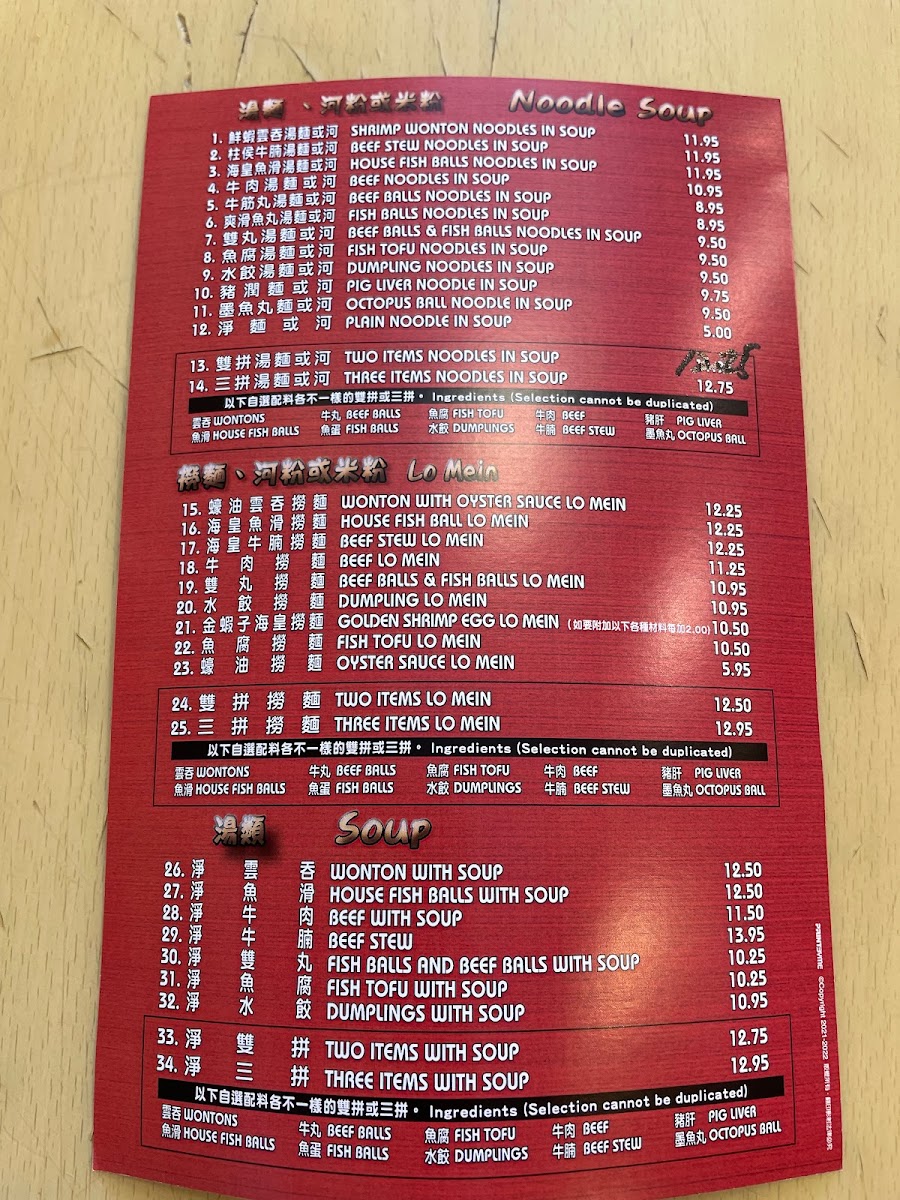 湯麵、河粉或米粉 Noodle Soup
1. 鮮蝦雲吞湯麵或河 SHRIMP WONTON NOODLES IN SOUP 11.95
2. 柱侯牛腩湯麵或河 BEEF STEW NOODLES IN SOUP 11.95
3. 海皇魚滑湯麵或河 HOUSE FISH BALLS NOODLES IN SOUP 11.95
4. 牛肉湯麵或河 BEEF NOODLES IN SOUP 10.95
5. 牛筋丸湯麵或河 BEEF BALLS NOODLES IN SOUP 8.95
6. 爽滑魚丸湯麵或河 FISH BALLS NOODLES IN SOUP 8.95
7. 雙丸湯麵或河 BEEF BALLS & FISH BALLS NOODLES IN SOUP 9.50
8. 魚腐湯麵或河 FISH TOFU NOODLES IN SOUP 9.50
9. 水餃湯麵或河 DUMPLING NOODLES IN SOUP 9.50
10. 豬潤麵或河 PIG LIVER NOODLE IN SOUP 9.75
11. 墨魚丸麵或河 OCTOPUS BALL NOODLE IN SOUP 9.50
12. 淨麵或河 PLAIN NOODLE IN SOUP 5.00
13. 雙拼湯麵或河 TWO ITEMS NOODLES IN SOUP
14. 三拼湯麵或河 THREE ITEMS NOODLES IN SOUP 12.75
以下自選配料各不一樣的雙拼或三拼。 Ingredients (Selection cannot be duplicated)
雲吞 WONTONS 牛丸 BEEF BALLS 魚腐 FISH TOFU 牛肉 BEEF 豬肝 PIG LIVER
魚滑 HOUSE FISH BALLS 魚蛋 FISH BALLS 水餃 DUMPLINGS 牛腩 BEEF STEW 墨魚丸 OCTOPUS BALL
撈麵、河粉或米粉 Lo Mein
15. 蠔油雲吞撈麵 WONTON WITH OYSTER SAUCE LO MEIN 12.25
16. 海皇魚滑撈麵 HOUSE FISH BALL LO MEIN 12.25
17. 海皇牛腩撈麵 BEEF STEW LO MEIN 12.25
18. 牛肉撈麵 BEEF LO MEIN 11.25
19. 雙丸撈麵 BEEF BALLS & FISH BALLS LO MEIN 10.95
20. 水餃撈麵 DUMPLING LO MEIN 10.95
21. 金蝦子海皇撈麵 GOLDEN SHRIMP EGG LO MEIN (如要附加以下各種材料每加2.00) 10.50
22. 魚腐撈麵 FISH TOFU LO MEIN 10.50
23. 蠔油撈麵 OYSTER SAUCE LO MEIN 5.95
24. 雙拼撈麵 TWO ITEMS LO MEIN 12.50
25. 三拼撈麵 THREE ITEMS LO MEIN 12.95
以下自選配料各不一樣的雙拼或三拼。 Ingredients (Selection cannot be duplicated)
雲吞 WONTONS 牛丸 BEEF BALLS 魚腐 FISH TOFU 牛肉 BEEF 豬肝 PIG LIVER
魚滑 HOUSE FISH BALLS 魚蛋 FISH BALLS 水餃 DUMPLINGS 牛腩 BEEF STEW 墨魚丸 OCTOPUS BALL
湯類 Soup
26. 淨雲吞 WONTON WITH SOUP 12.50
27. 淨魚滑 HOUSE FISH BALLS WITH SOUP 12.50
28. 淨牛肉 BEEF WITH SOUP 11.50
29. 淨牛腩 BEEF STEW 13.95
30. 淨雙丸 FISH BALLS AND BEEF BALLS WITH SOUP 10.25
31. 淨魚腐 FISH TOFU WITH SOUP 10.25
32. 淨水餃 DUMPLINGS WITH SOUP 10.95
33. 淨雙拼 TWO ITEMS WITH SOUP 12.75
34. 淨三拼 THREE ITEMS WITH SOUP 12.95
以下自選配料各不一樣的雙拼或三拼。 Ingredients (Selection cannot be duplicated)
雲吞 WONTONS 牛丸 BEEF BALLS 魚腐 FISH TOFU 牛肉 BEEF 豬肝 PIG LIVER
魚滑 HOUSE FISH BALLS 魚蛋 FISH BALLS 水餃 DUMPLINGS 牛腩 BEEF STEW 墨魚丸 OCTOPUS BALL
©Copyright 2021-2022